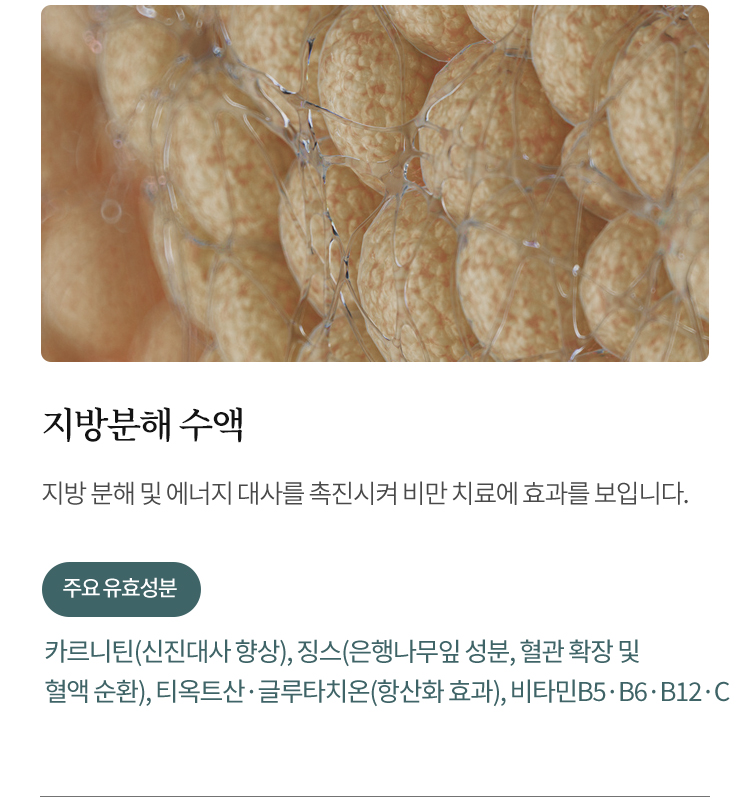 지방분해 수액
지방 분해 및 에너지 대사를 촉진시켜 비만 치료에 효과를 보입니다.
주요 유효성분
카르니틴(신진대사 향상), 징스(은행나무잎 성분, 혈관 확장 및
혈액 순환), 티옥트산·글루타치온(항산화 효과), 비타민B5·B6·B12·C